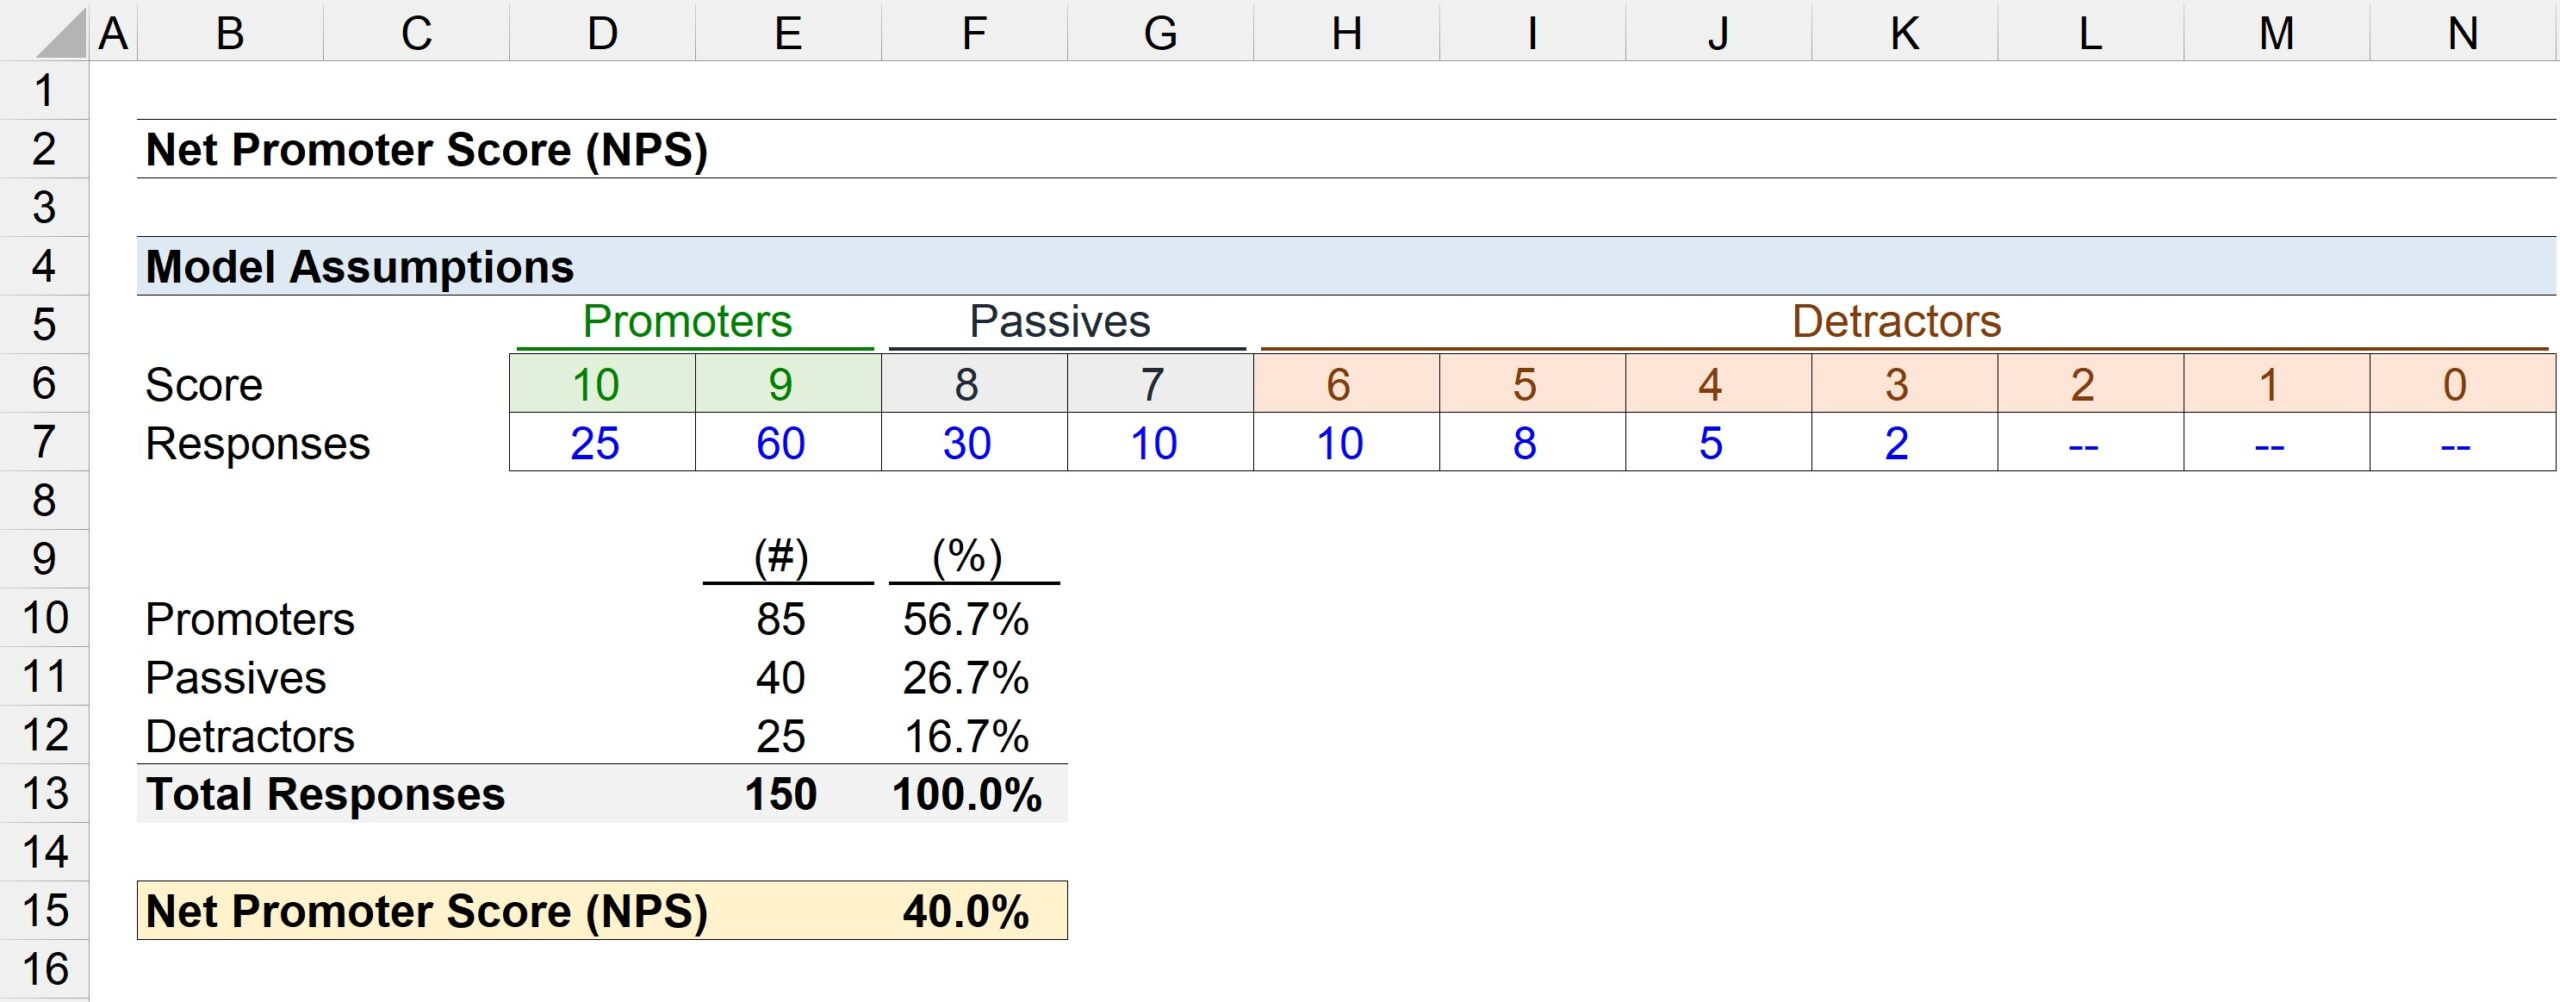 A B C D E F G H I J K L M N
1
2 Net Promoter Score (NPS)
3
4 Model Assumptions
5 Promoters Passives Detractors
6 Score 10 9 8 7 6 5 4 3 2 1 0
7 Responses 25 60 30 10 10 8 5 2 -- -- --
8
9 (#) (%)
10 Promoters 85 56.7%
11 Passives 40 26.7%
12 Detractors 25 16.7%
13 Total Responses 150 100.0%
14
15 Net Promoter Score (NPS) 40.0%
16